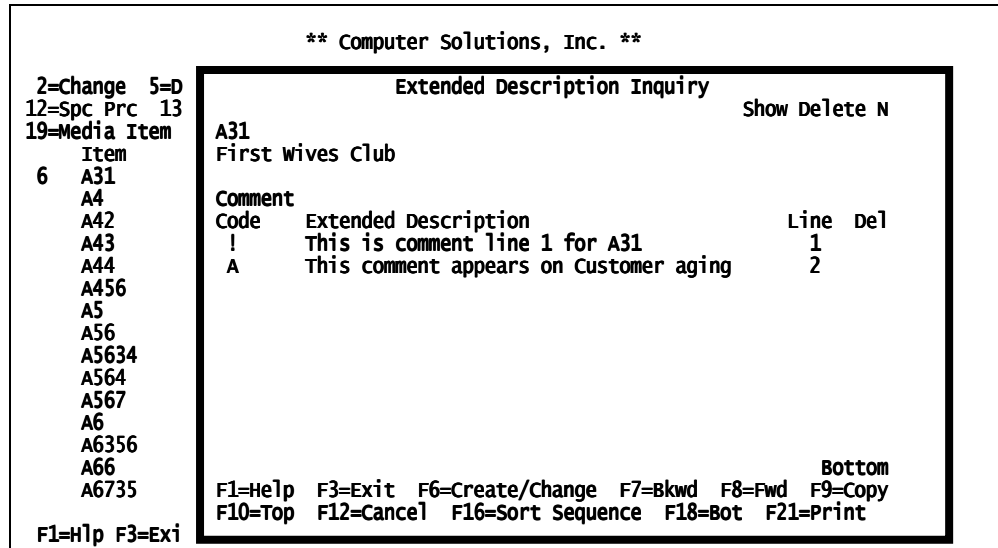 ** Computer Solutions, Inc. **
2=Change 5=D
12=Spc Prc 13
19=Media Item
Item
6 A31
A4
A42
A43
A44
A456
A5
A56
A5634
A564
A567
A6
A6356
A66
A6735
F1=Hlp F3=Exi
Extended Description Inquiry
Show Delete N
A31
First Wives Club
Comment
Code Extended Description Line Del
! This is comment line 1 for A31 1
A This comment appears on Customer aging 2
Bottom
F1=Help F3=Exit F6=Create/Change F7=Bkwd F8=Fwd F9=Copy
F10=Top F12=Cancel F16=Sort Sequence F18=Bot F21=Print